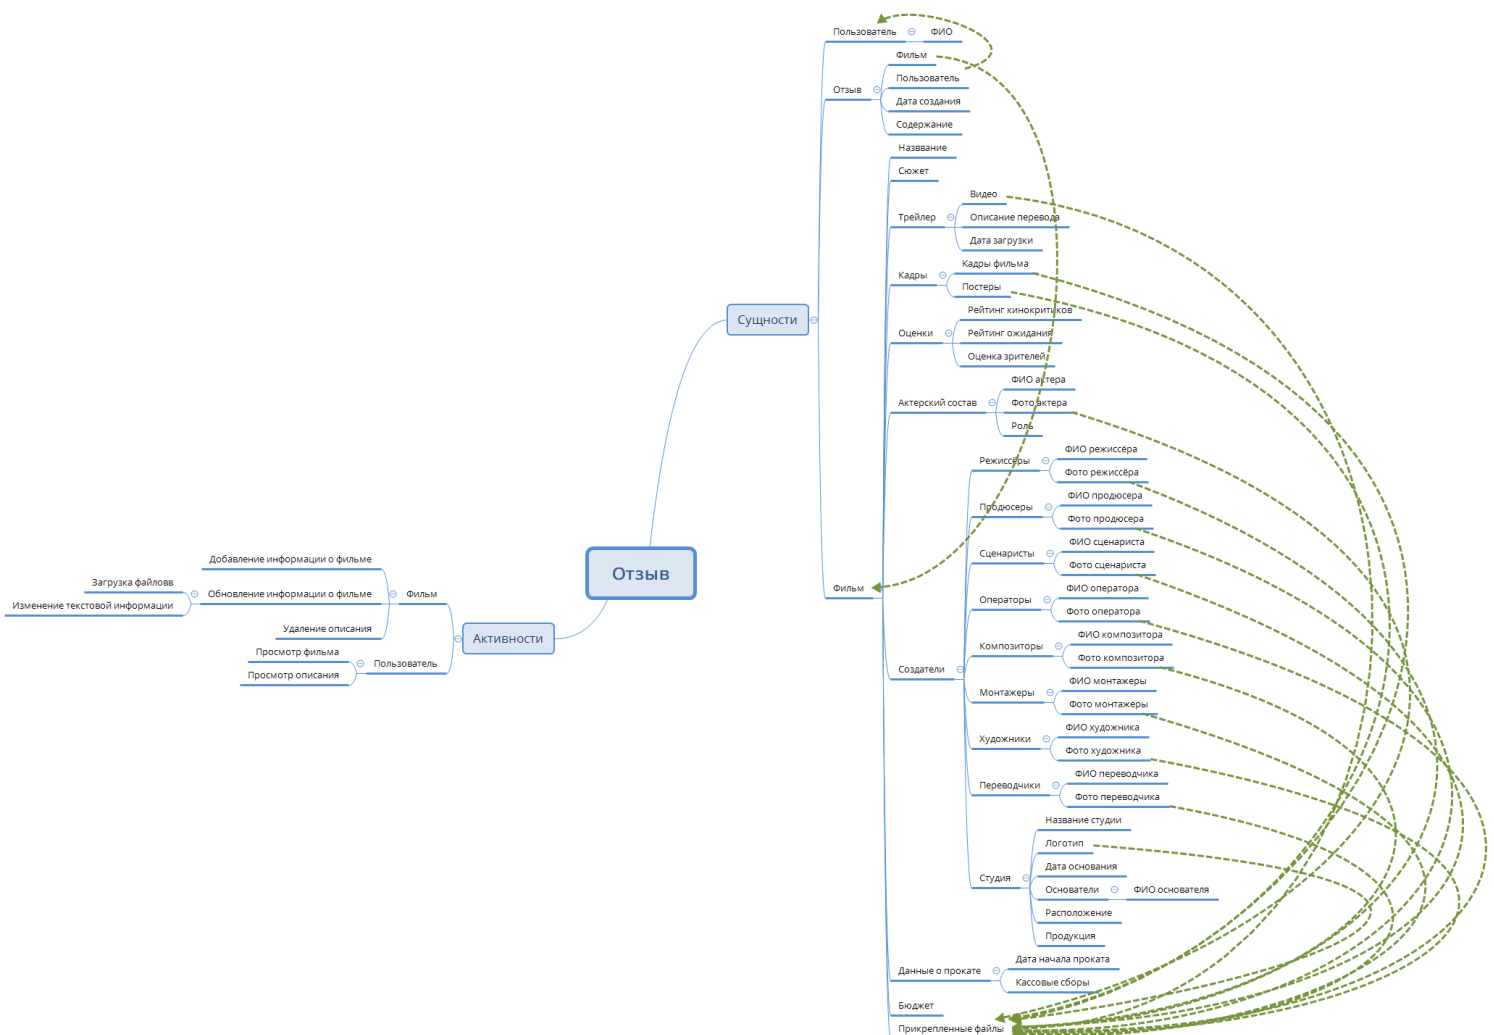 Отзыв
Сущности
Пользователь
ФИО
Отзыв
Фильм
Пользователь
Дата создания
Содержание
Фильм
Назввание
Сюжет
Трейлер
Видео
Описание перевода
Дата загрузки
Кадры
Кадры фильма
Постеры
Оценки
Рейтинг кинокритиков
Рейтинг ожидания
Оценка зрителей
Актерский состав
ФИО актера
Фото актера
Роль
Создатели
Режиссёры
ФИО режиссёра
Фото режиссёра
Продюсеры
ФИО продюсера
Фото продюсера
Сценаристы
ФИО сценариста
Фото сценариста
Операторы
ФИО оператора
Фото оператора
Композиторы
ФИО композитора
Фото композитора
Монтажеры
ФИО монтажеры
Фото монтажеры
Художники
ФИО художника
Фото художника
Переводчики
ФИО переводчика
Фото переводчика
Студия
Название студии
Логотип
Дата основания
Основатели
ФИО основателя
Расположение
Продукция
Данные о прокате
Дата начала проката
Кассовые сборы
Бюджет
Прикрепленные файлы
Активности
Фильм
Добавление информации о фильме
Обновление информации о фильме
Загрузка файловв
Изменение текстовой информации
Удаление описания
Пользователь
Просмотр фильма
Просмотр описания